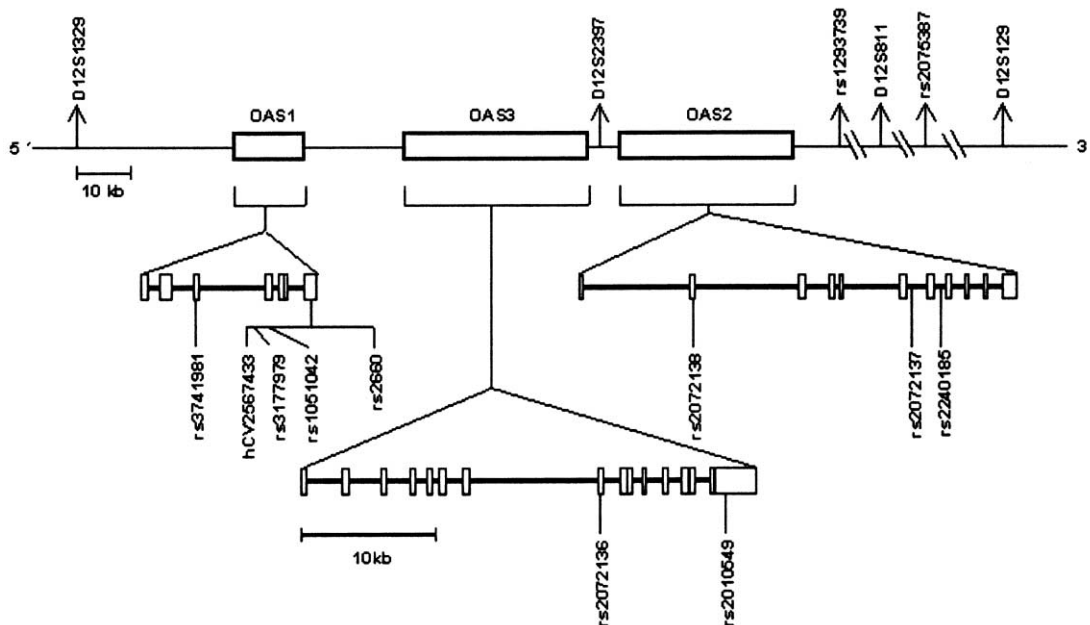 D12S1329
D12S2397
rs1293739
D12S811
rs2075387
D12S129
OAS1
OAS3
OAS2
5 ´
3
10 kb
rs3741981
hCV2567433
rs3177979
rs1051042
rs2660
rs2072138
rs2072137
rs2240185
10kb
rs2072136
rs2010549